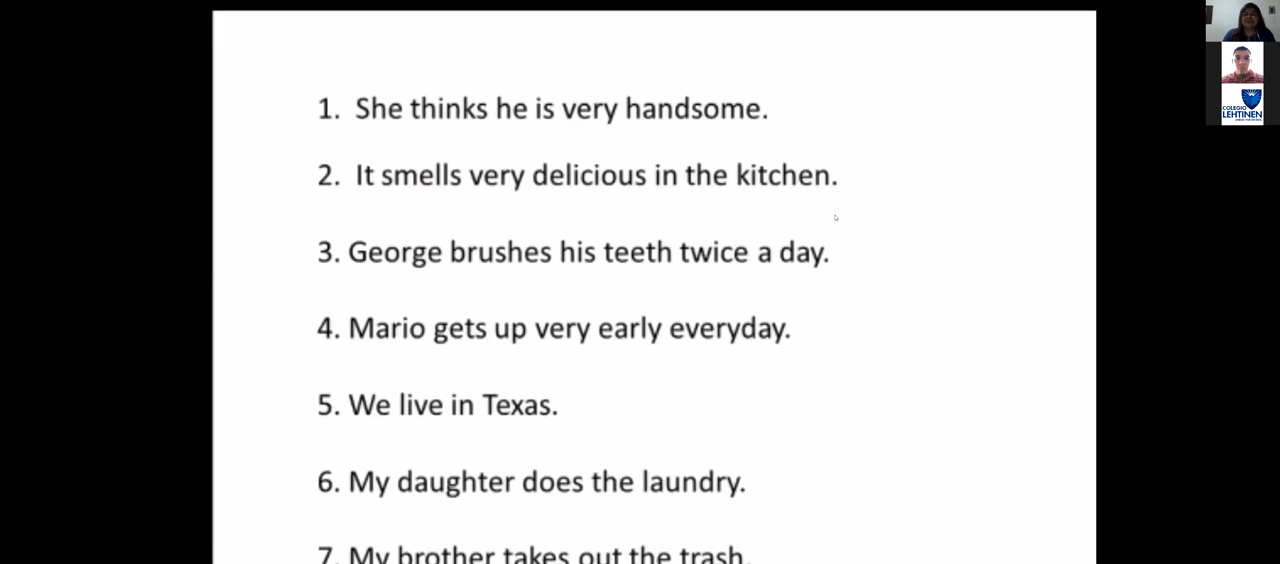 1. She thinks he is very handsome.
2. It smells very delicious in the kitchen.
3. George brushes his teeth twice a day.
4. Mario gets up very early everyday.
5. We live in Texas.
6. My daughter does the laundry.
7. My brother takes out the trash.
COLEGIO
LEHTINEN